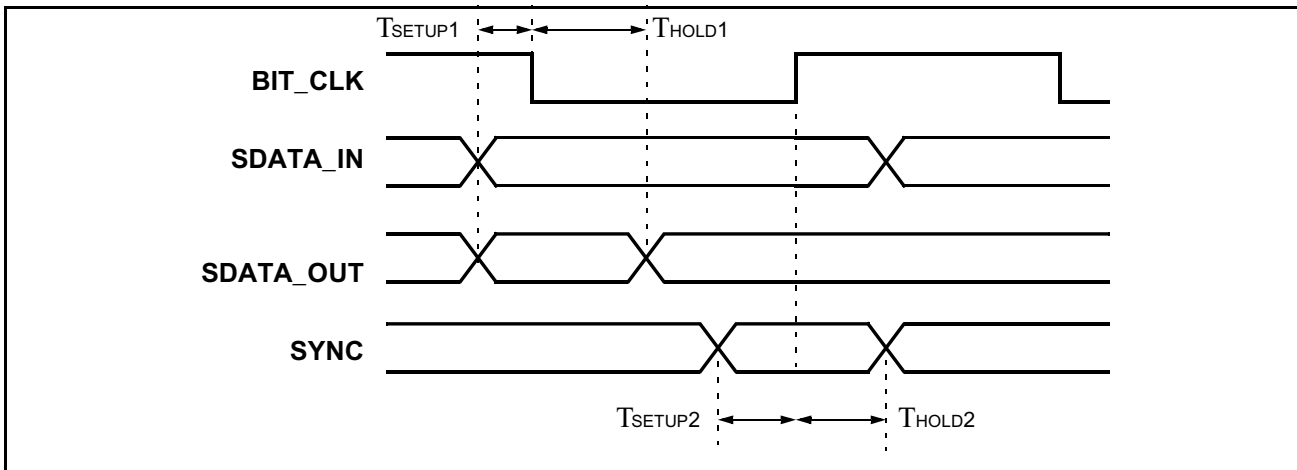 TSETUP1 THOLD1
BIT_CLK
SDATA_IN
SDATA_OUT
SYNC
TSETUP2 THOLD2